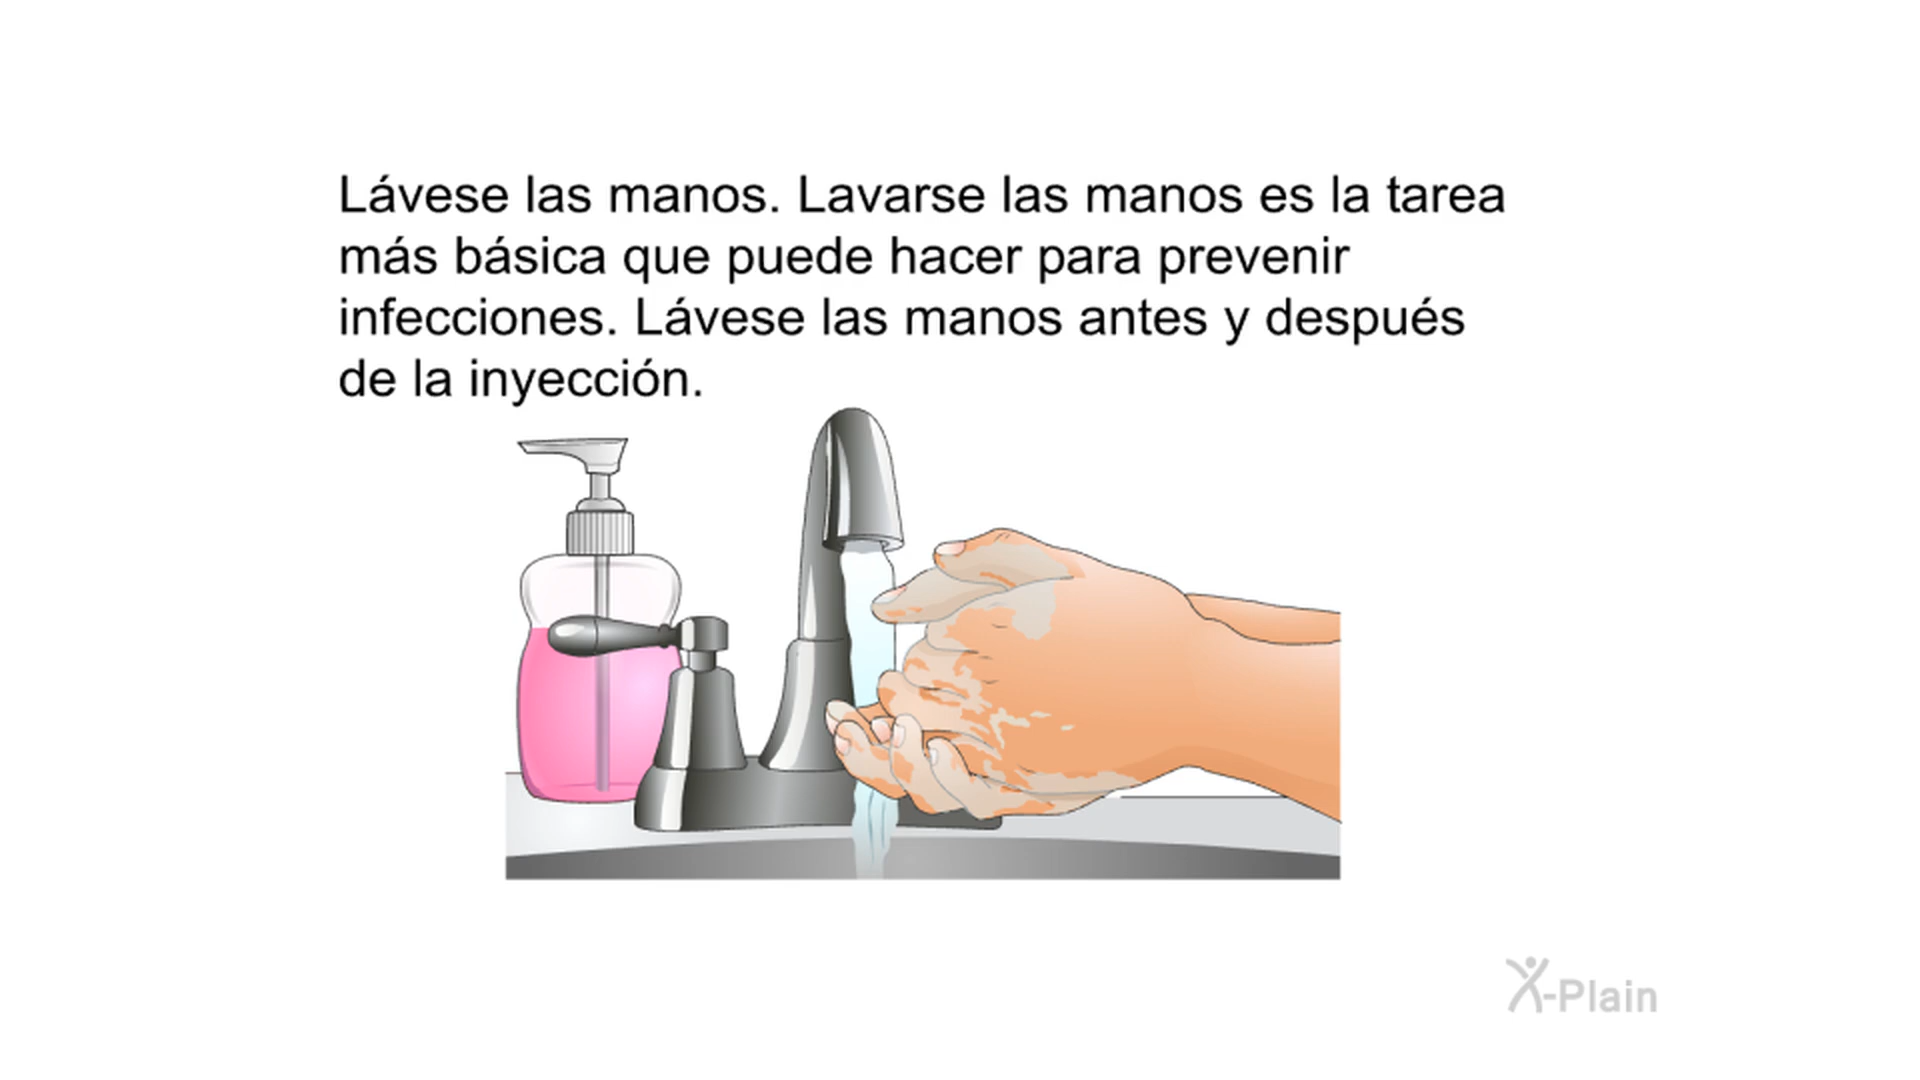 Lávese las manos. Lavarse las manos es la tarea
más básica que puede hacer para prevenir
infecciones. Lávese las manos antes y después
de la inyección.
X-Plain